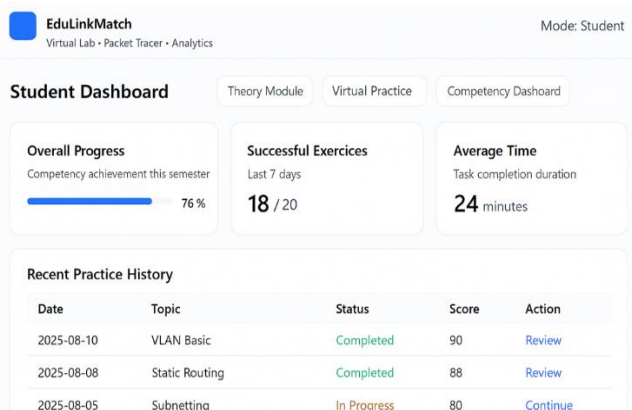 EduLinkMatch
Mode: Student
Virtual Lab • Packet Tracer • Analytics
Student Dashboard
Theory Module
Virtual Practice
Competency Dashoard
Overall Progress
Competency achievement this semester
76 %
Successful Exercices
Last 7 days
18 / 20
Average Time
Task completion duration
24 minutes
Recent Practice History
Date Topic Status Score Action
2025-08-10 VLAN Basic Completed 90 Review
2025-08-08 Static Routing Completed 88 Review
2025-08-05 Subnetting In Progress 80 Continue